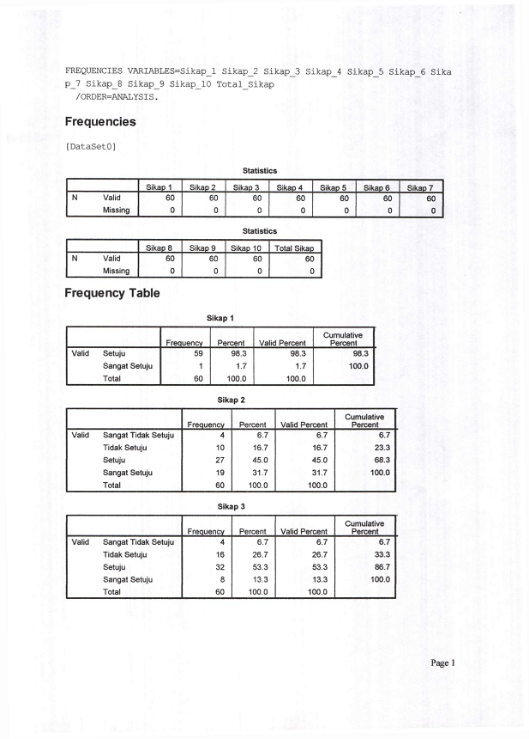 FREQUENCIES VARIABLES=Sikap_1 Sikap_2 Sikap_3 Sikap_4 Sikap_5 Sikap_6 Sika
p_7 Sikap_8 Sikap_9 Sikap_10 Total_Sikap
/ORDER=ANALYSIS.
Frequencies
[DataSet0]
Statistics
Sikap 1 Sikap 2 Sikap 3 Sikap 4 Sikap 5 Sikap 6 Sikap 7
N Valid 60 60 60 60 60 60 60
Missing 0 0 0 0 0 0 0
Statistics
Sikap 8 Sikap 9 Sikap 10 Total Sikap
N Valid 60 60 60 60
Missing 0 0 0 0
Frequency Table
Sikap 1
Frequency Percent Valid Percent Cumulative Percent
Valid Setuju 59 98.3 98.3 98.3
Sangat Setuju 1 1.7 1.7 100.0
Total 60 100.0 100.0
Sikap 2
Frequency Percent Valid Percent Cumulative Percent
Valid Sangat Tidak Setuju 4 6.7 6.7 6.7
Tidak Setuju 10 16.7 16.7 23.3
Setuju 27 45.0 45.0 68.3
Sangat Setuju 19 31.7 31.7 100.0
Total 60 100.0 100.0
Sikap 3
Frequency Percent Valid Percent Cumulative Percent
Valid Sangat Tidak Setuju 4 6.7 6.7 6.7
Tidak Setuju 16 26.7 26.7 33.3
Setuju 32 53.3 53.3 86.7
Sangat Setuju 8 13.3 13.3 100.0
Total 60 100.0 100.0
Page 1